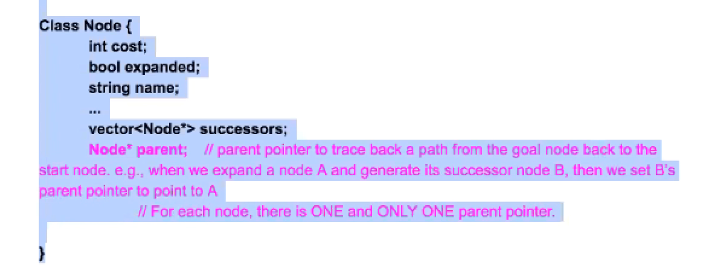 Class Node {
int cost;
bool expanded;
string name;
...
vector<Node*> successors;
Node* parent; // parent pointer to trace back a path from the goal node back to the
start node. e.g., when we expand a node A and generate its successor node B, then we set B's
parent pointer to point to A
// For each node, there is ONE and ONLY ONE parent pointer.
}